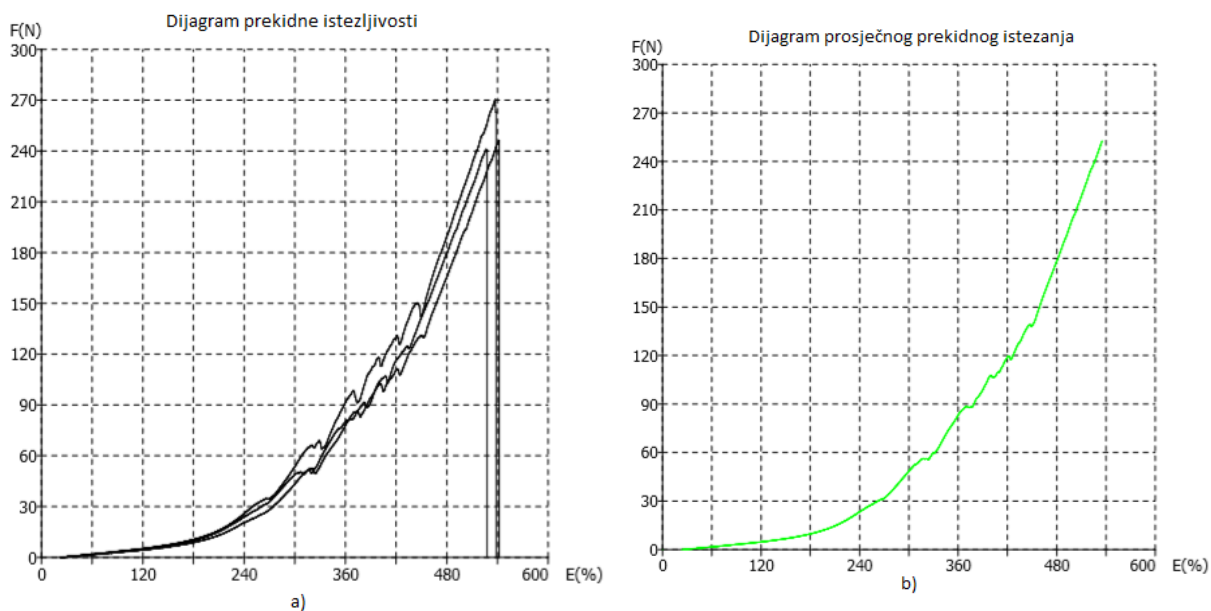 Dijagram prekidne istezljivosti
F(N)
300
270
240
210
180
150
120
90
60
30
0
0 120 240 360 480 600 E(%)
a)
Dijagram prosječnog prekidnog istezanja
F(N)
300
270
240
210
180
150
120
90
60
30
0
0 120 240 360 480 600 E(%)
b)